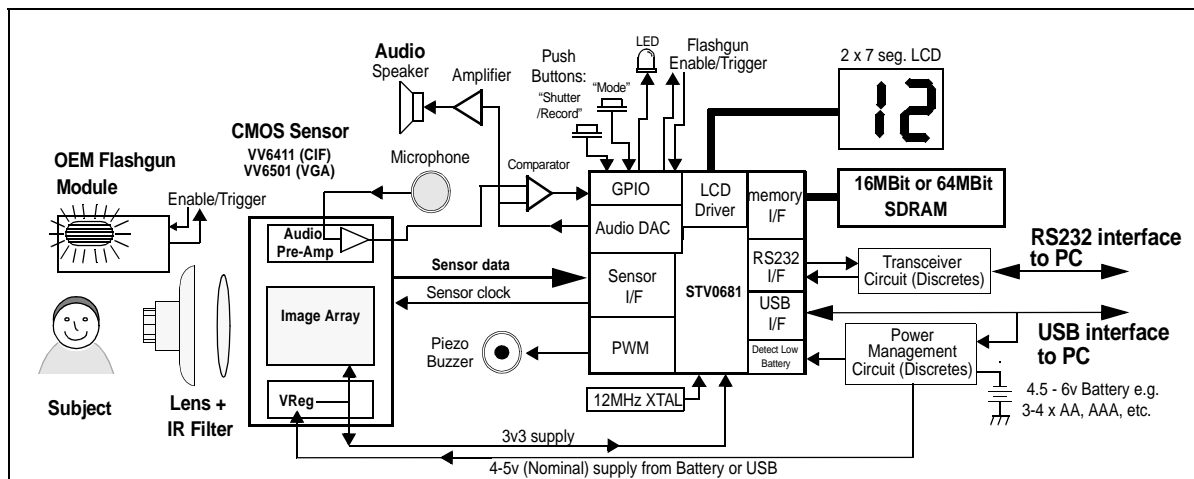 Audio
Speaker
Amplifier
Push
Buttons:
“Shutter
/Record”
“Mode”
LED
Flashgun
Enable/Trigger
2 x 7 seg. LCD
12
CMOS Sensor
VV6411 (CIF)
VV6501 (VGA)
Microphone
Comparator
OEM Flashgun
Module
Enable/Trigger
Audio
Pre-Amp
GPIO
LCD
Driver
memory
I/F
16MBit or 64MBit
SDRAM
Audio DAC
Sensor data
Sensor clock
Sensor
I/F
STV0681
RS232
I/F
Transceiver
Circuit (Discretes)
RS232 interface
to PC
USB
I/F
USB interface
to PC
Image Array
Piezo
Buzzer
PWM
Detect Low
Battery
Power
Management
Circuit (Discretes)
4.5 - 6v Battery e.g.
3-4 x AA, AAA, etc.
Subject
Lens +
IR Filter
VReg
12MHz XTAL
3v3 supply
4-5v (Nominal) supply from Battery or USB